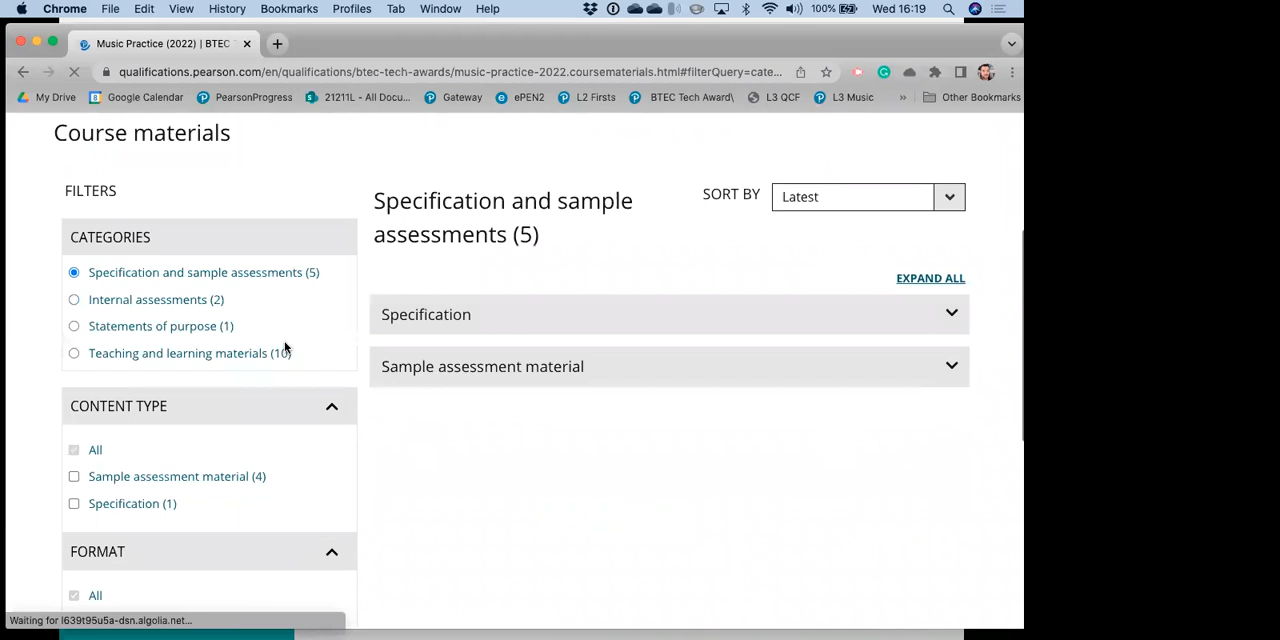 Chrome File Edit View History Bookmarks Profiles Tab Window Help 100% Wed 16:19
Music Practice (2022) | BTEC
qualifications.pearson.com/en/qualifications/btec-tech-awards/music-practice-2022.coursematerials.html#filterQuery=cate...
My Drive Google Calendar PearsonProgress 21211L - All Docu... Gateway ePEN2 L2 Firsts BTEC Tech Award\ L3 QCF L3 Music » Other Bookmarks
Course materials
FILTERS
CATEGORIES
Specification and sample assessments (5)
Internal assessments (2)
Statements of purpose (1)
Teaching and learning materials (10)
CONTENT TYPE
All
Sample assessment material (4)
Specification (1)
FORMAT
All
Specification and sample
assessments (5)
SORT BY Latest
EXPAND ALL
Specification
Sample assessment material
Waiting for l639t95u5a-dsn.algolia.net...